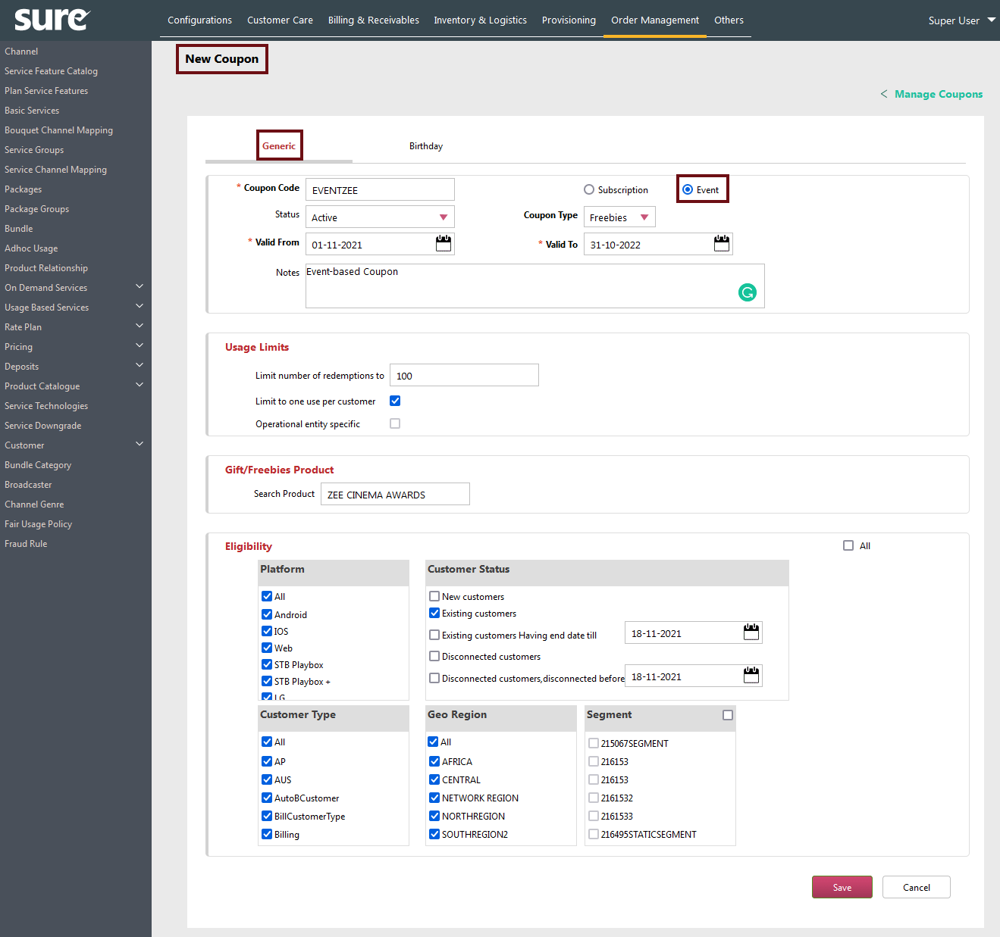 sure
Configurations Customer Care Billing & Receivables Inventory & Logistics Provisioning Order Management Others
Super User
Channel
Service Feature Catalog
Plan Service Features
Basic Services
Bouquet Channel Mapping
Service Groups
Service Channel Mapping
Packages
Package Groups
Bundle
Adhoc Usage
Product Relationship
On Demand Services
Usage Based Services
Rate Plan
Pricing
Deposits
Product Catalogue
Service Technologies
Service Downgrade
Customer
Bundle Category
Broadcaster
Channel Genre
Fair Usage Policy
Fraud Rule
New Coupon
< Manage Coupons
Generic Birthday
* Coupon Code EVENTZEE Subscription Event
Status Active Coupon Type Freebies
* Valid From 01-11-2021 * Valid To 31-10-2022
Notes Event-based Coupon
Usage Limits
Limit number of redemptions to 100
Limit to one use per customer
Operational entity specific
Gift/Freebies Product
Search Product ZEE CINEMA AWARDS
Eligibility All
Platform
All
Android
IOS
Web
STB Playbox
STB Playbox +
LG
Customer Status
New customers
Existing customers
Existing customers Having end date till 18-11-2021
Disconnected customers
Disconnected customers,disconnected before 18-11-2021
Customer Type
All
AP
AUS
AutoBCustomer
BillCustomerType
Billing
Geo Region
All
AFRICA
CENTRAL
NETWORK REGION
NORTHREGION
SOUTHREGION2
Segment
215067SEGMENT
216153
216153
2161532
2161533
216495STATICSEGMENT
Save Cancel